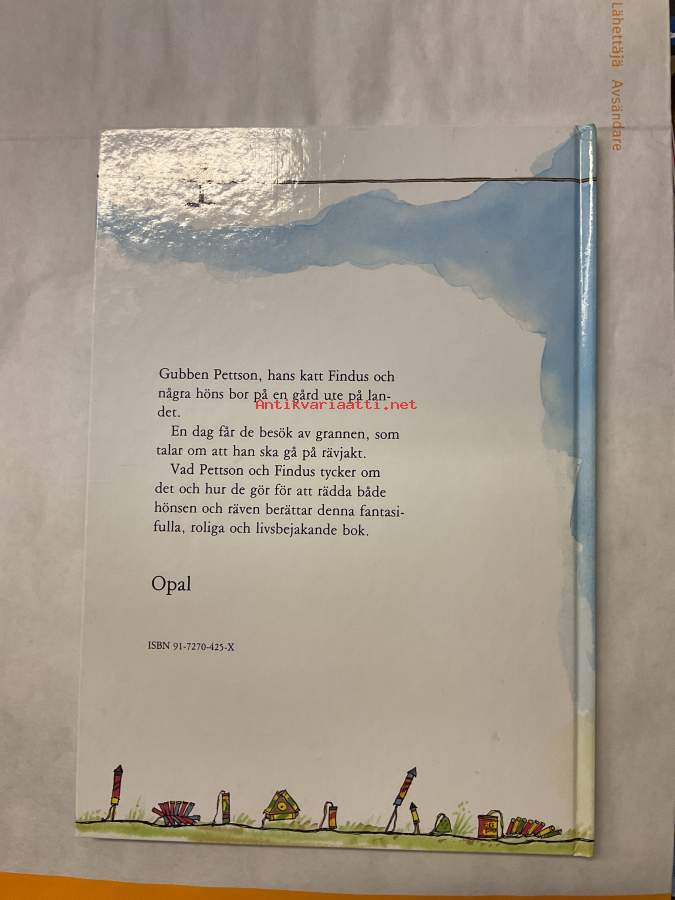 Lähettäjä Avsändare
Gubben Pettson, hans katt Findus och
några höns bor på en gård ute på lan-
det.
Antikvariaatti.net
En dag får de besök av grannen, som
talar om att han ska gå på rävjakt.
Vad Pettson och Findus tycker om
det och hur de gör för att rädda både
hönsen och räven berättar denna fantasi-
fulla, roliga och livsbejakande bok.
Opal
ISBN 91-7270-425-X